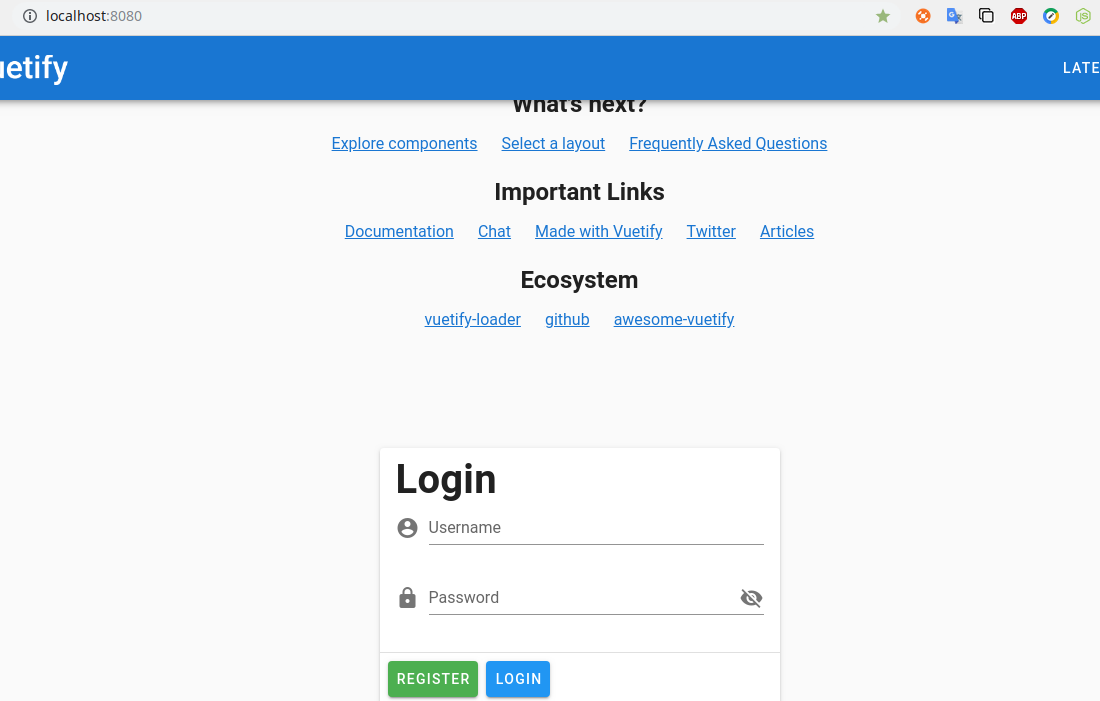 localhost:8080
uetify
LATE
What's next?
Explore components Select a layout Frequently Asked Questions
Important Links
Documentation Chat Made with Vuetify Twitter Articles
Ecosystem
vuetify-loader github awesome-vuetify
Login
Username
Password
REGISTER LOGIN